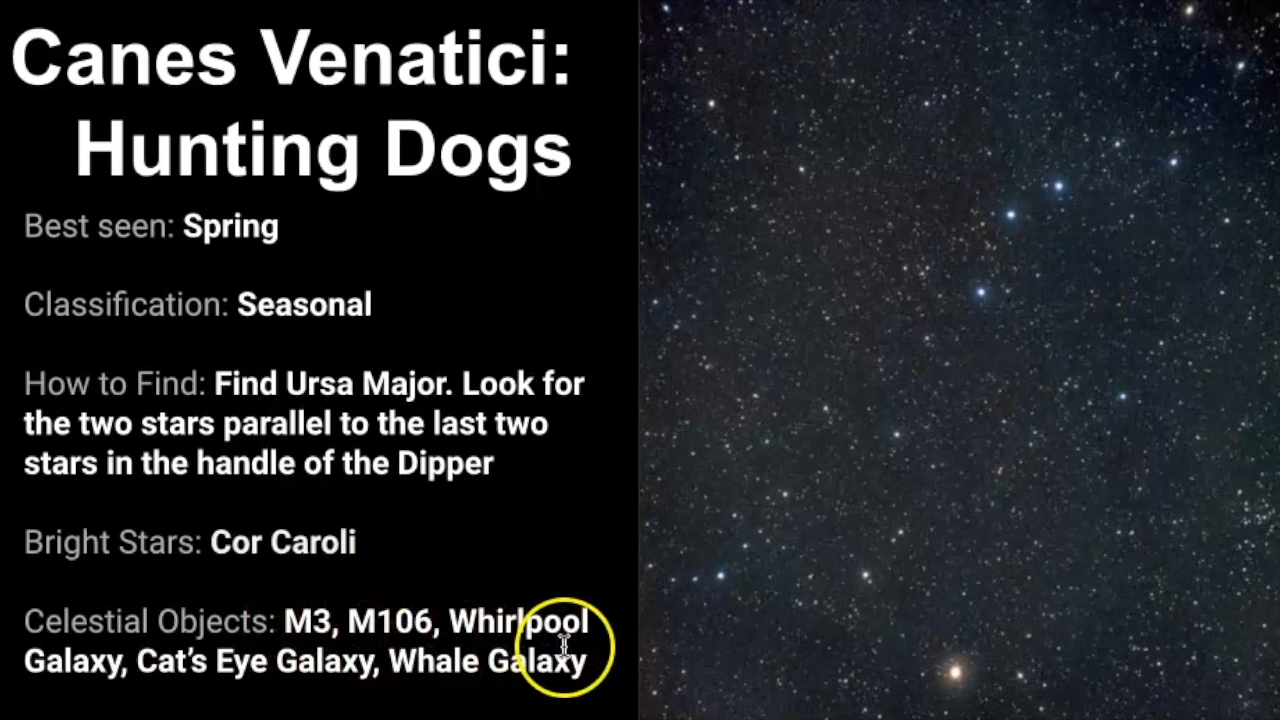 Canes Venatici:
Hunting Dogs
Best seen: Spring
Classification: Seasonal
How to Find: Find Ursa Major. Look for
the two stars parallel to the last two
stars in the handle of the Dipper
Bright Stars: Cor Caroli
Celestial Objects: M3, M106, Whirlpool
Galaxy, Cat’s Eye Galaxy, Whale Galaxy